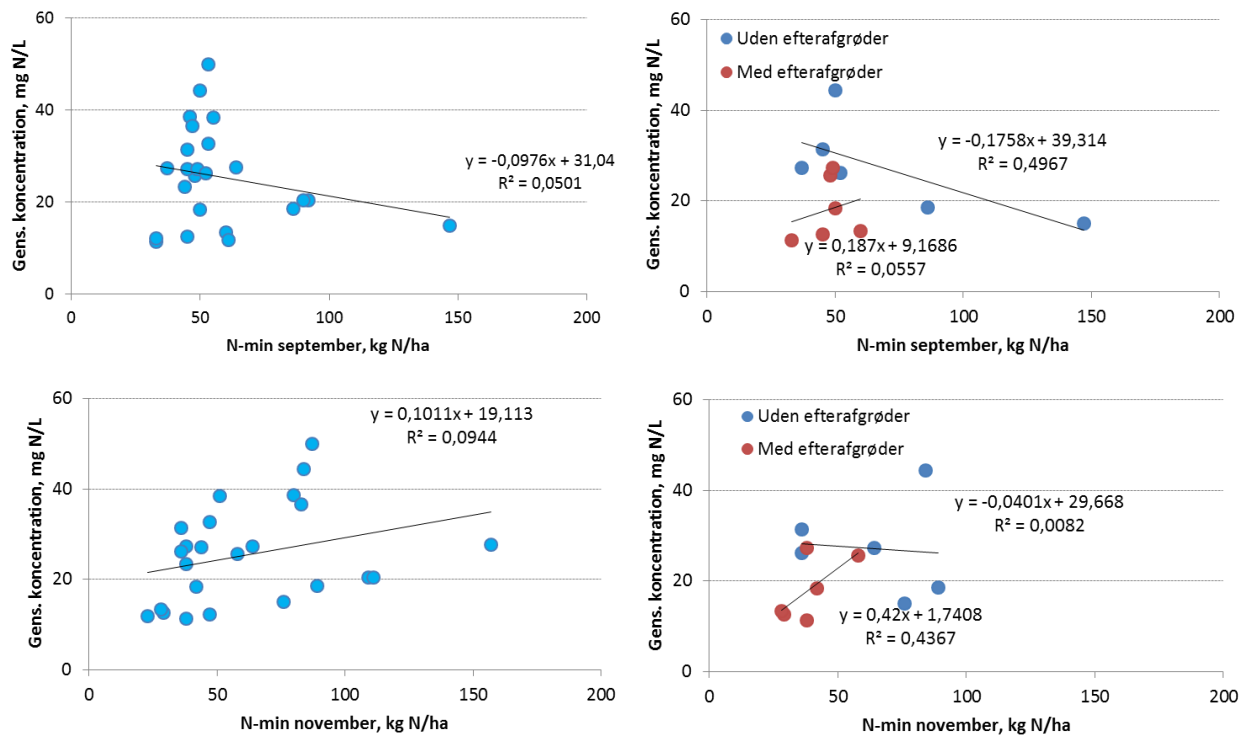 Gens. koncentration, mg N/L
60
40
20
0
y = -0,0976x + 31,04
R² = 0,0501
0 50 100 150 200
N-min september, kg N/ha
Gens. koncentration, mg N/L
60
40
20
0
Uden efterafgrøder
Med efterafgrøder
y = -0,1758x + 39,314
R² = 0,4967
y = 0,187x + 9,1686
R² = 0,0557
0 50 100 150 200
N-min september, kg N/ha
Gens. koncentration, mg N/L
60
40
20
0
y = 0,1011x + 19,113
R² = 0,0944
0 50 100 150 200
N-min november, kg N/ha
Gens. koncentration, mg N/L
60
40
20
0
Uden efterafgrøder
Med efterafgrøder
y = -0,0401x + 29,668
R² = 0,0082
y = 0,42x + 1,7408
R² = 0,4367
0 50 100 150 200
N-min november, kg N/ha